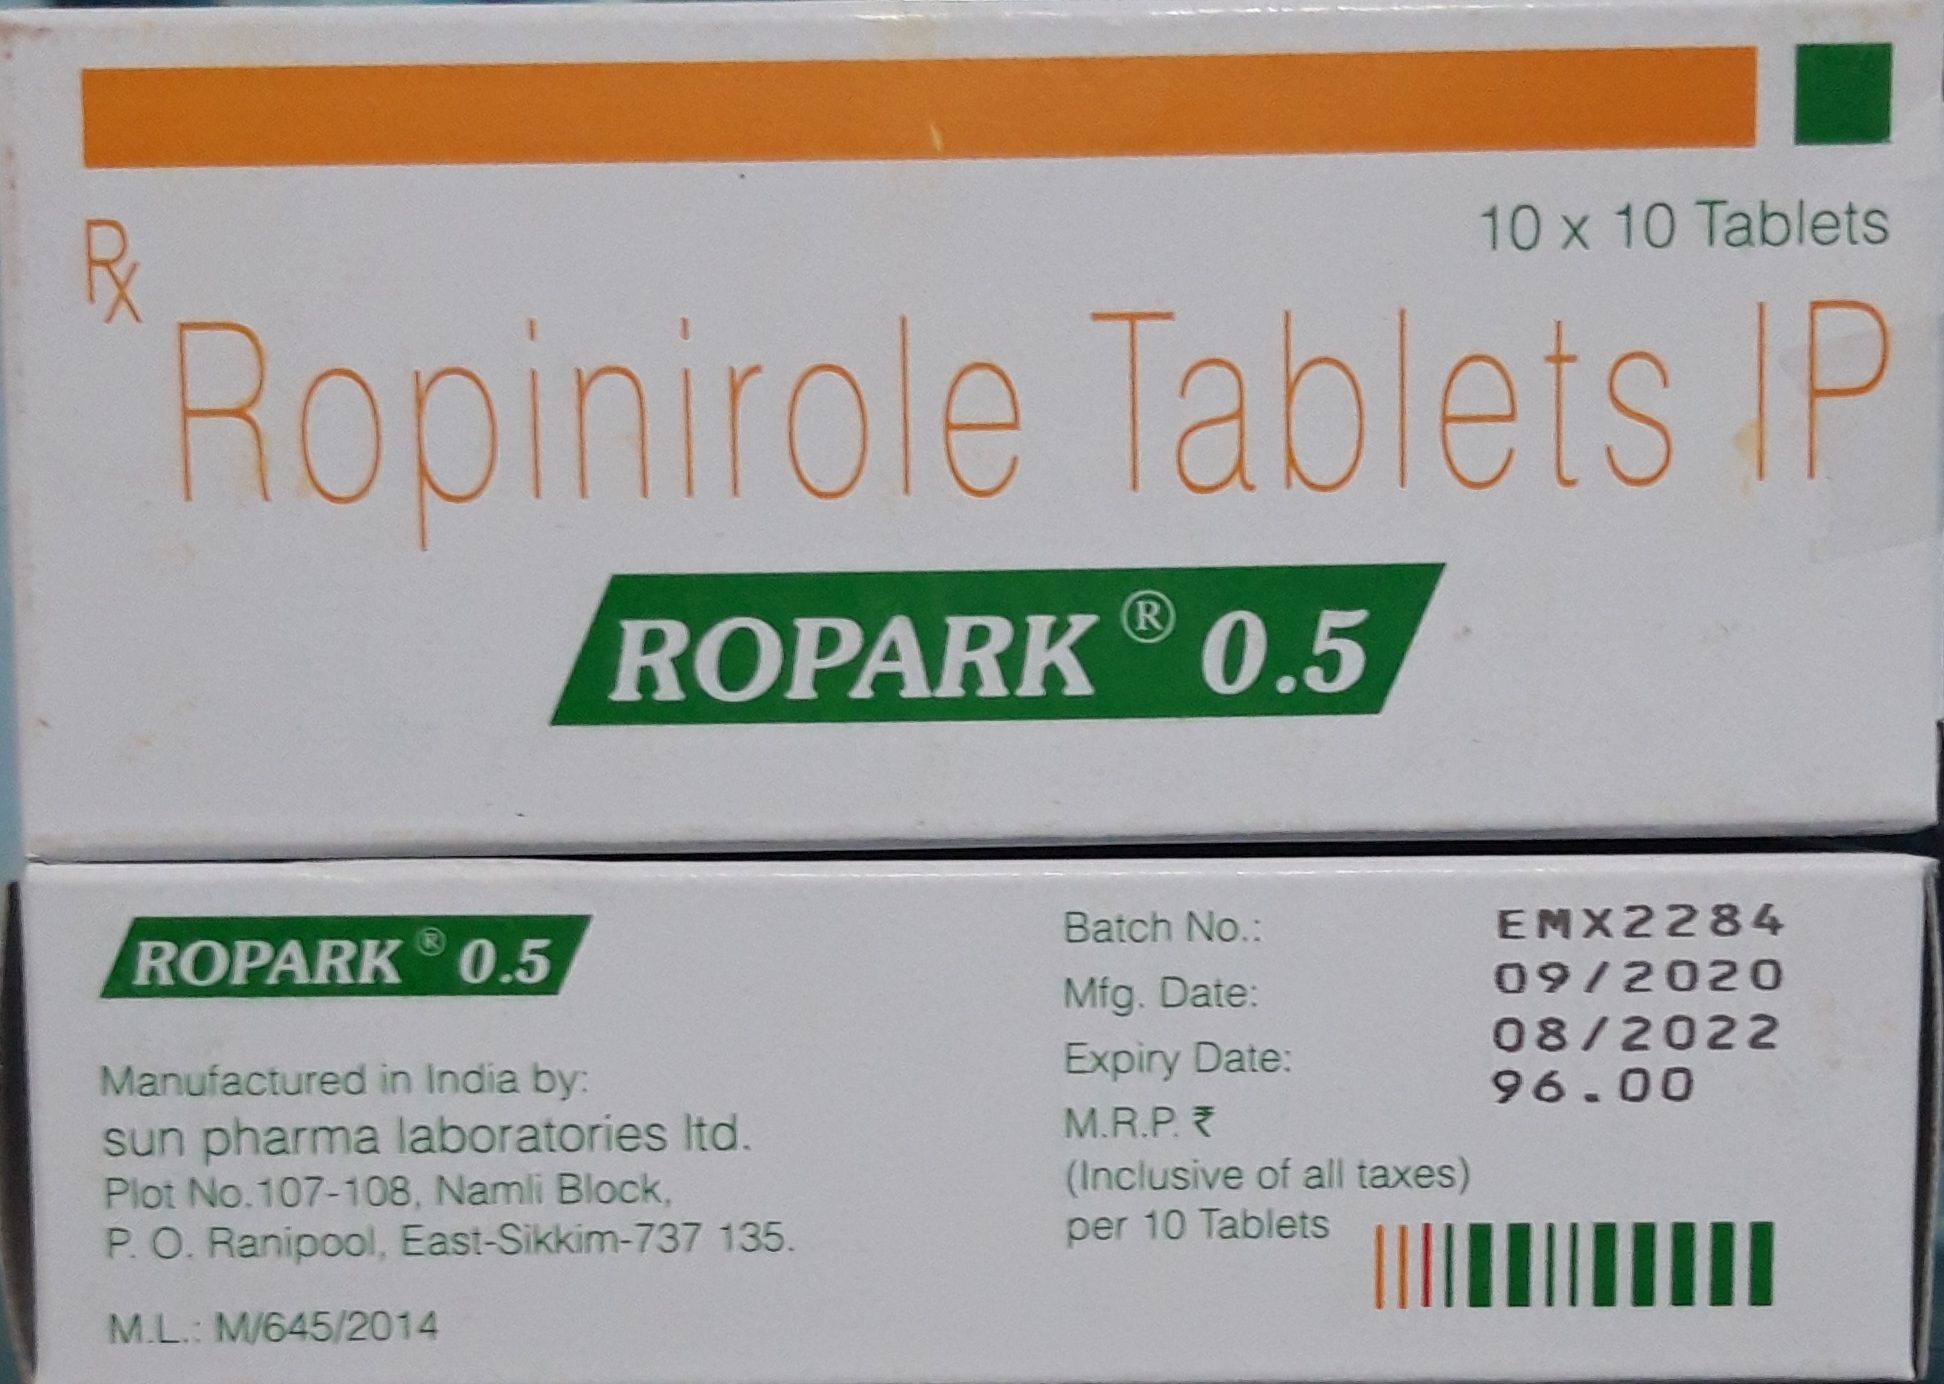 10 x 10 Tablets
Rx
Ropinirole Tablets IP
ROPARK ® 0.5
ROPARK ® 0.5
Manufactured in India by:
sun pharma laboratories ltd.
Plot No.107-108, Namli Block,
P. O. Ranipool, East-Sikkim-737 135.
M.L.: M/645/2014
Batch No.: EMX2284
Mfg. Date: 09/2020
Expiry Date: 08/2022
M.R.P. ₹ 96.00
(Inclusive of all taxes)
per 10 Tablets